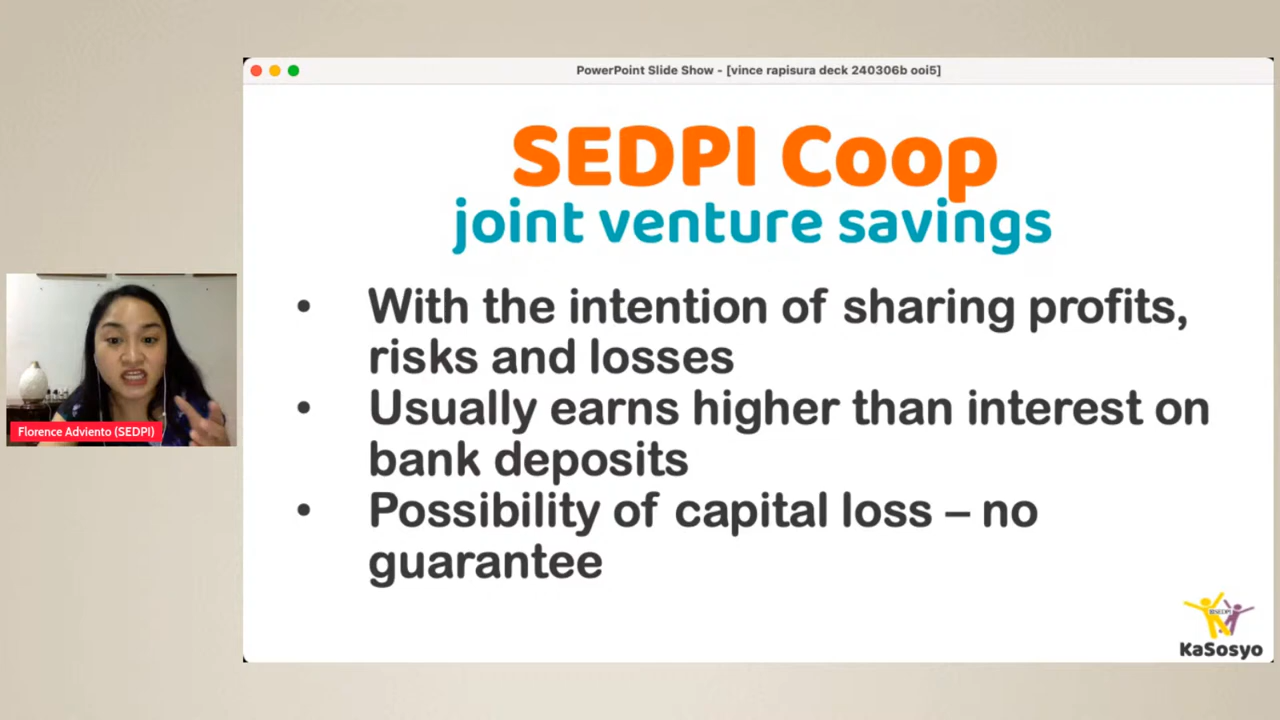 PowerPoint Slide Show - [vince rapisura deck 240306b ooi5]
SEDPI Coop
joint venture savings
• With the intention of sharing profits,
risks and losses
• Usually earns higher than interest on
bank deposits
• Possibility of capital loss – no
guarantee
Florence Adviento (SEDPI)
SEDPI
KaSosyo